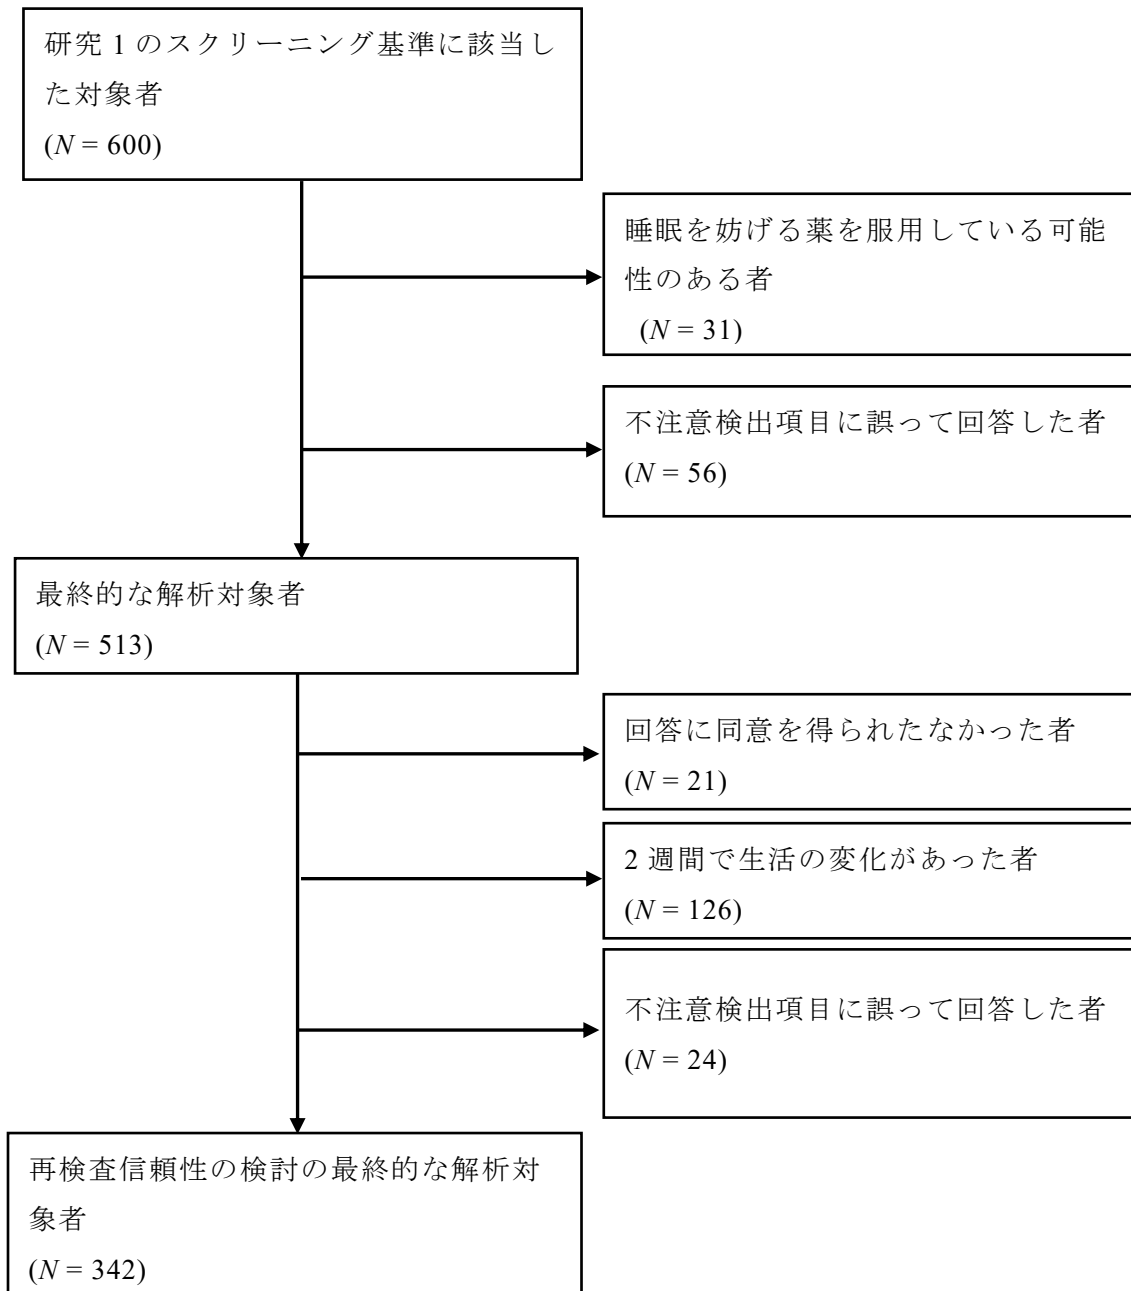 研究 1 のスクリーニング基準に該当し
た対象者
(N = 600)
睡眠を妨げる薬を服用している可能
性のある者
(N = 31)
不注意検出項目に誤って回答した者
(N = 56)
最終的な解析対象者
(N = 513)
回答に同意を得られたなかった者
(N = 21)
2 週間で生活の変化があった者
(N = 126)
不注意検出項目に誤って回答した者
(N = 24)
再検査信頼性の検討の最終的な解析対
象者
(N = 342)